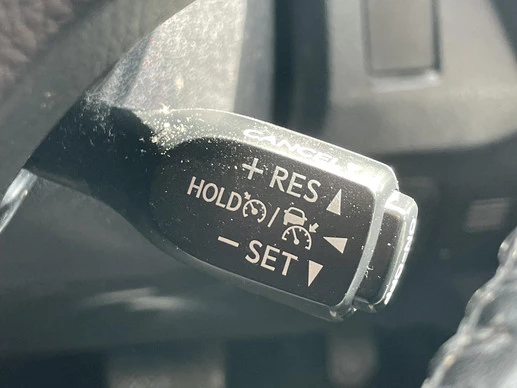 CANCEL
+ RES ▲
HOLD / ◀
− SET ▼